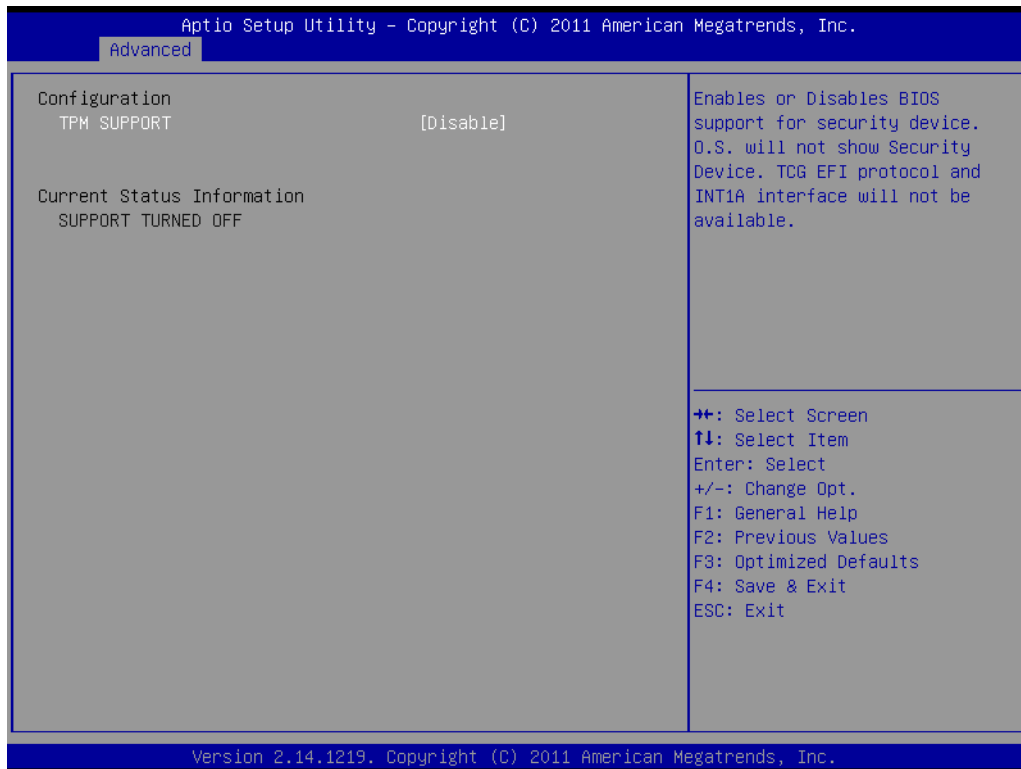 Aptio Setup Utility – Copyright (C) 2011 American Megatrends, Inc.
Advanced
Configuration
TPM SUPPORT [Disable]
Current Status Information
SUPPORT TURNED OFF
Enables or Disables BIOS
support for security device.
O.S. will not show Security
Device. TCG EFI protocol and
INT1A interface will not be
available.
→←: Select Screen
↑↓: Select Item
Enter: Select
+/-: Change Opt.
F1: General Help
F2: Previous Values
F3: Optimized Defaults
F4: Save & Exit
ESC: Exit
Version 2.14.1219. Copyright (C) 2011 American Megatrends, Inc.